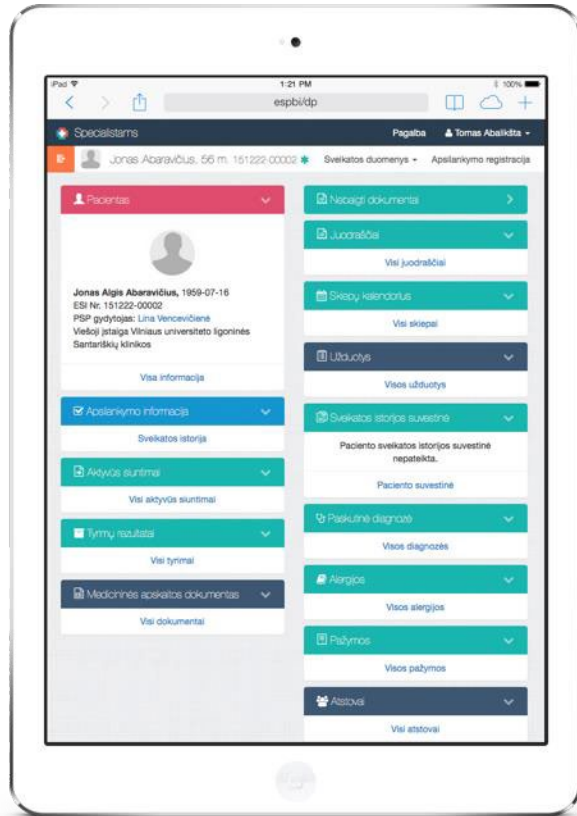 iPad
1:21 PM
100%
espbi/dp
Specialistams
Pagalba
Tomas Abalikšta
Jonas Abaravičius, 56 m. 151222-00002
Sveikatos duomenys
Apsilankymo registracija
Pacientas
Jonas Algis Abaravičius, 1959-07-16
ESI Nr. 151222-00002
PSP gydytojas: Lina Vencevičienė
Viešoji įstaiga Vilniaus universiteto ligoninės
Santariškių klinikos
Visa informacija
Apsilankymo informacija
Sveikatos istorija
Aktyvūs siuntimai
Visi aktyvūs siuntimai
Tyrimų rezultatai
Visi tyrimai
Medicininės apskaitos dokumentas
Visi dokumentai
Nebaigti dokumentai
Juodraščiai
Visi juodraščiai
Skiepų kalendorius
Visi skiepai
Užduotys
Visos užduotys
Sveikatos istorijos suvestinė
Paciento sveikatos istorijos suvestinė
nepateikta.
Paciento suvestinė
Paskutinė diagnozė
Visos diagnozės
Alergijos
Visos alergijos
Pažymos
Visos pažymos
Atstovai
Visi atstovai